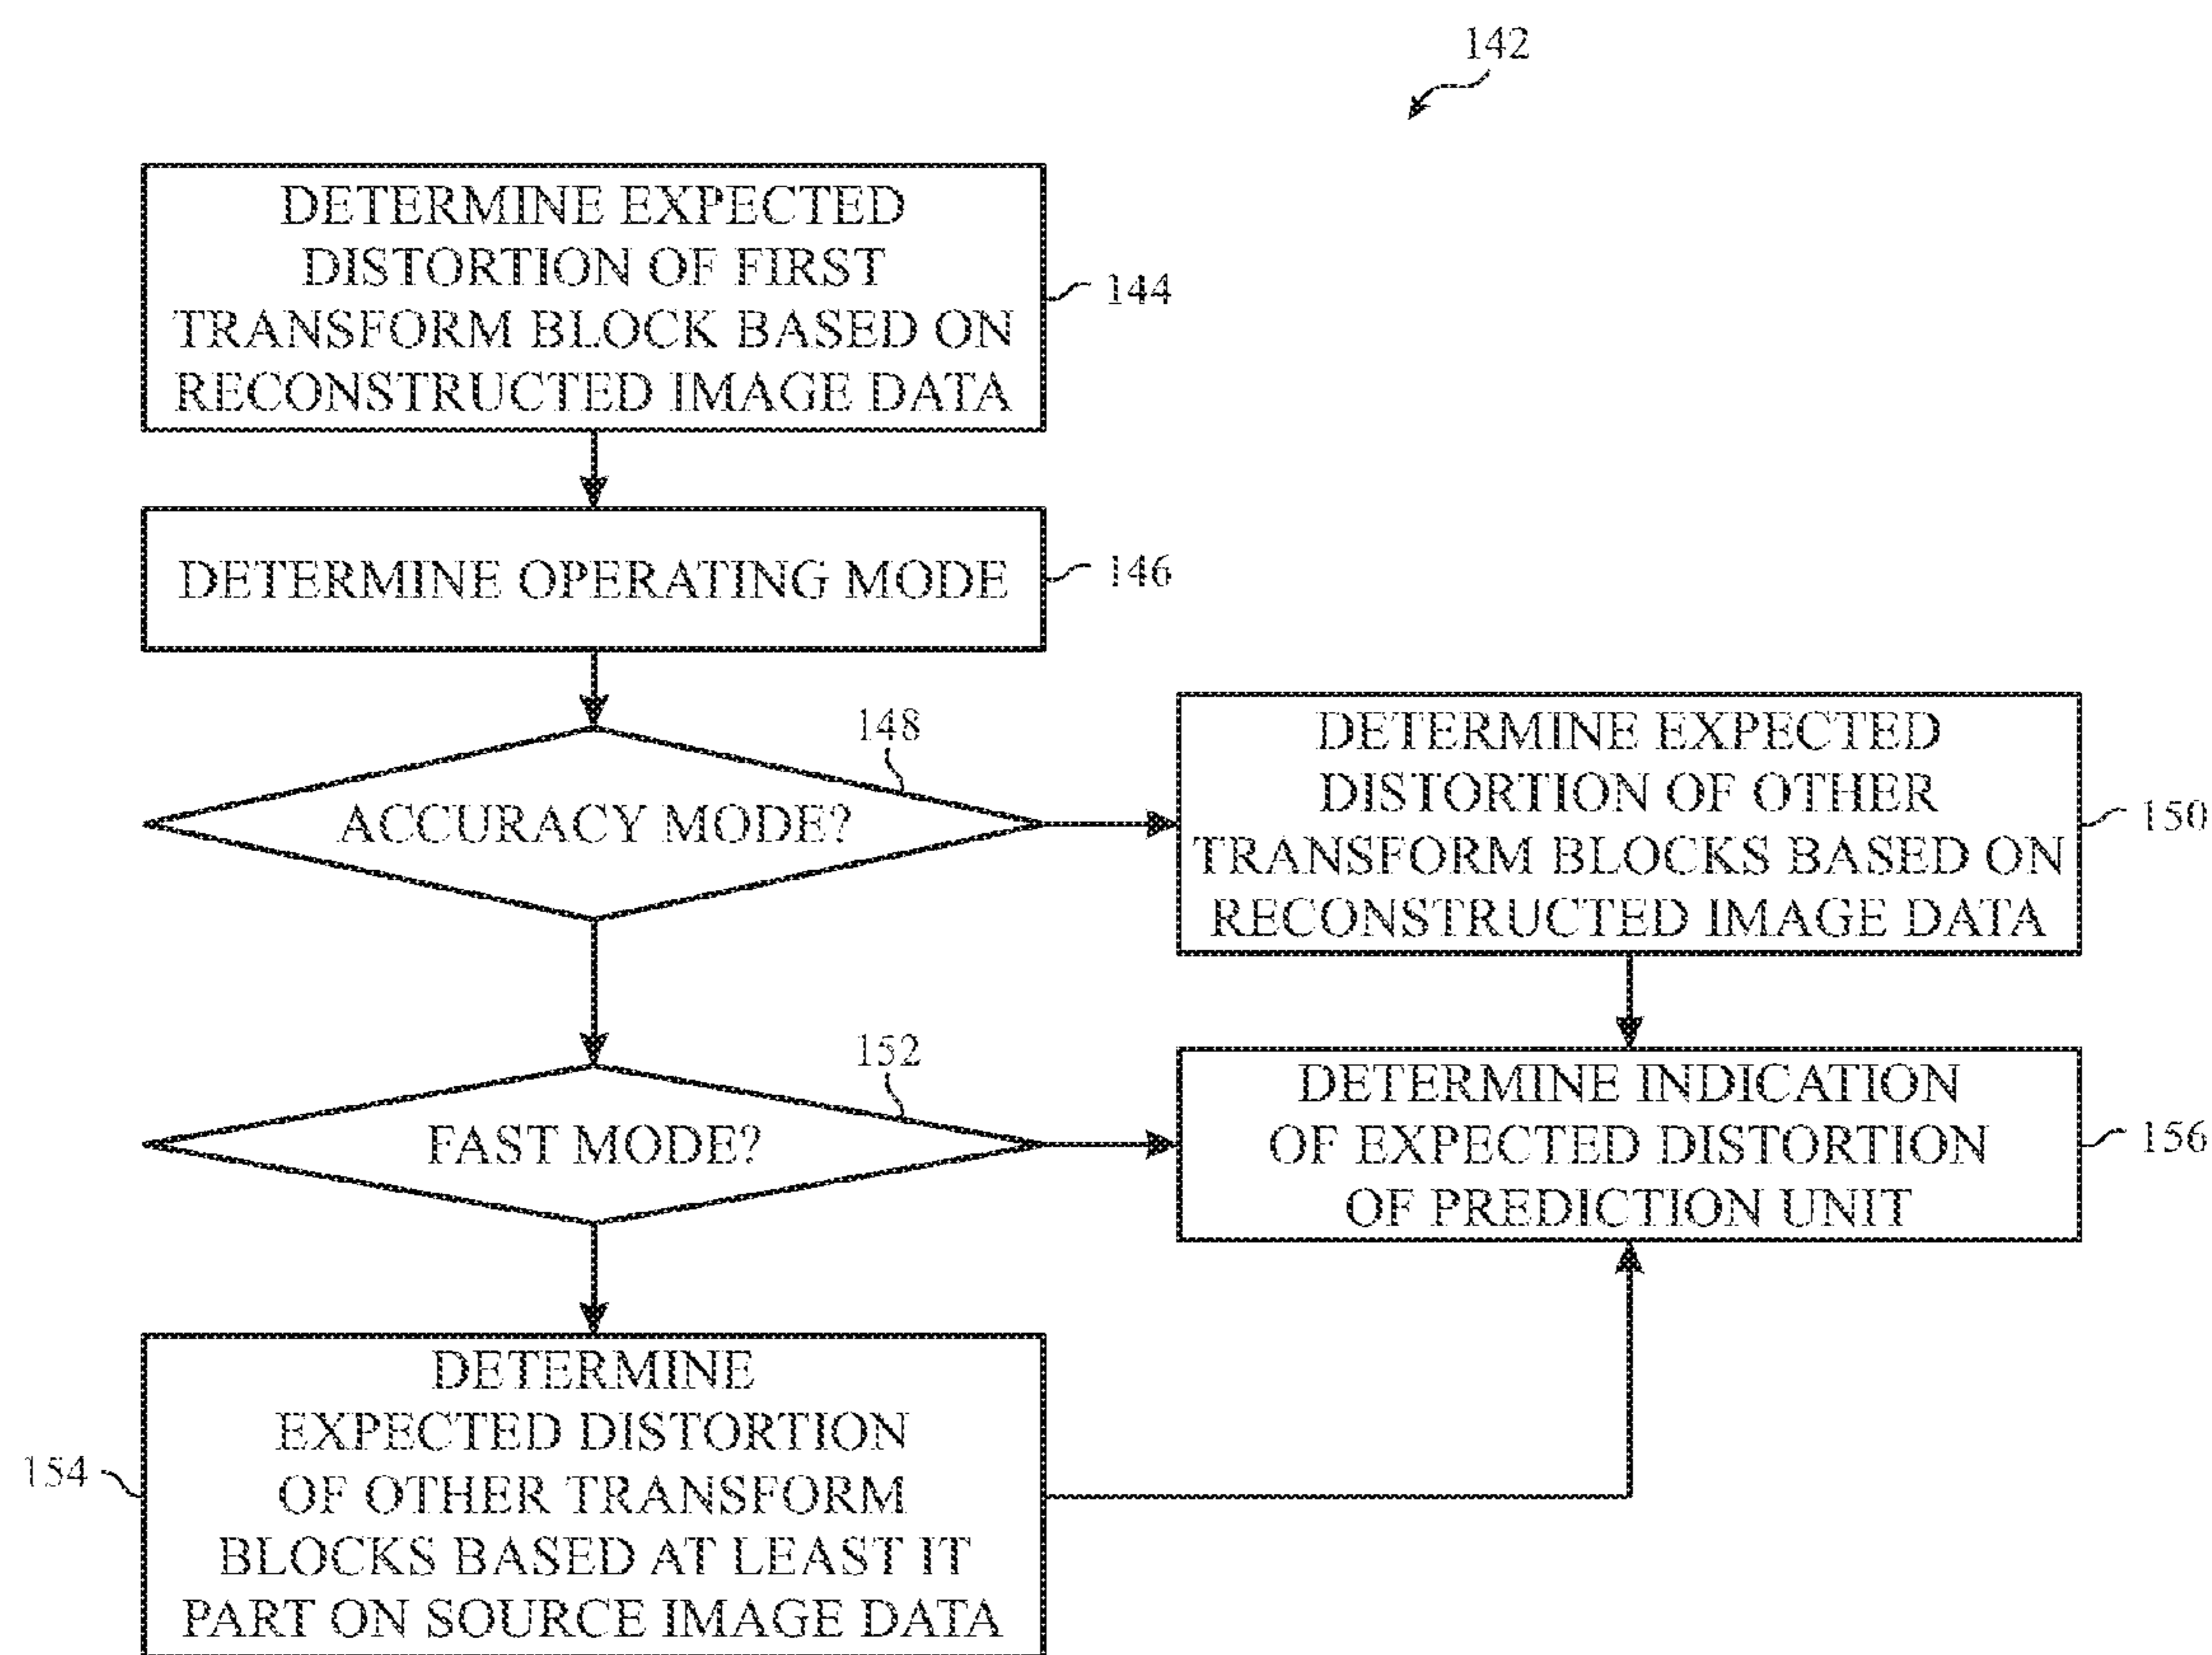 142
DETERMINE EXPECTED
DISTORTION OF FIRST
TRANSFORM BLOCK BASED ON
RECONSTRUCTED IMAGE DATA
144
DETERMINE OPERATING MODE
146
148
ACCURACY MODE?
DETERMINE EXPECTED
DISTORTION OF OTHER
TRANSFORM BLOCKS BASED ON
RECONSTRUCTED IMAGE DATA
150
152
FAST MODE?
DETERMINE INDICATION
OF EXPECTED DISTORTION
OF PREDICTION UNIT
156
154
DETERMINE
EXPECTED DISTORTION
OF OTHER TRANSFORM
BLOCKS BASED AT LEAST IT
PART ON SOURCE IMAGE DATA